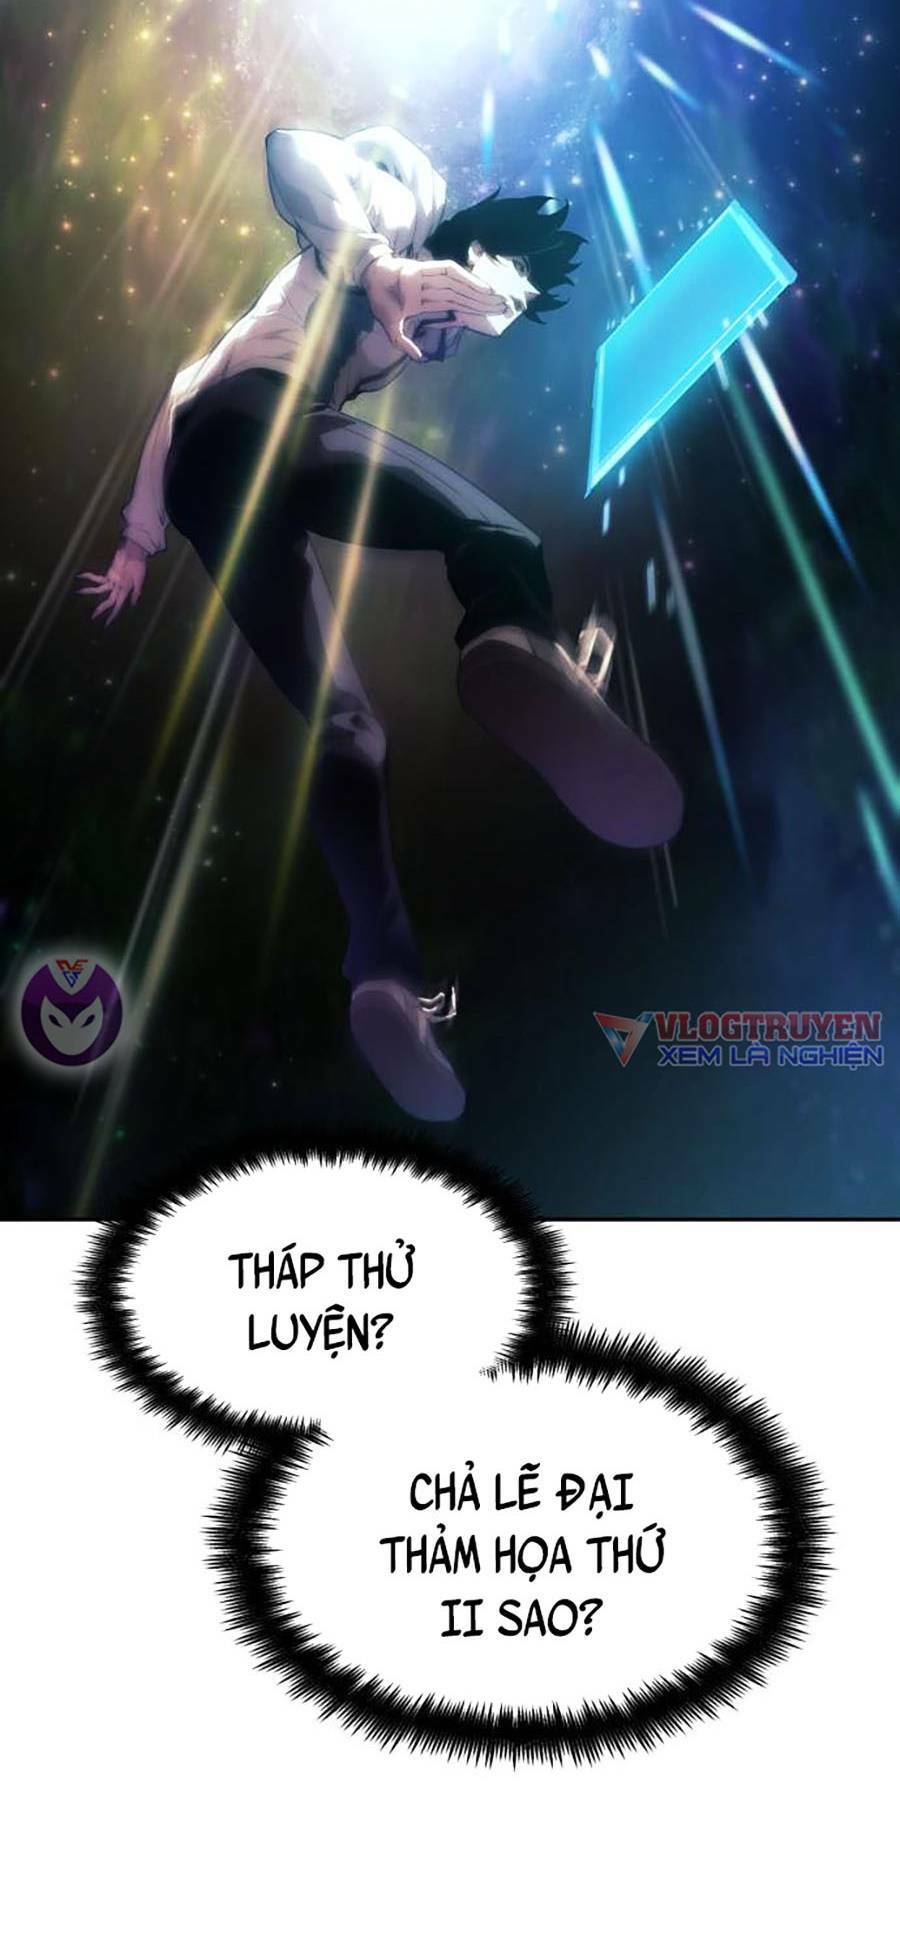 VLOGTRUYEN
XEM LÀ NGHIỆN
THÁP THỬ
LUYỆN?
CHẢ LẼ ĐẠI
THẢM HỌA THỨ
II SAO?